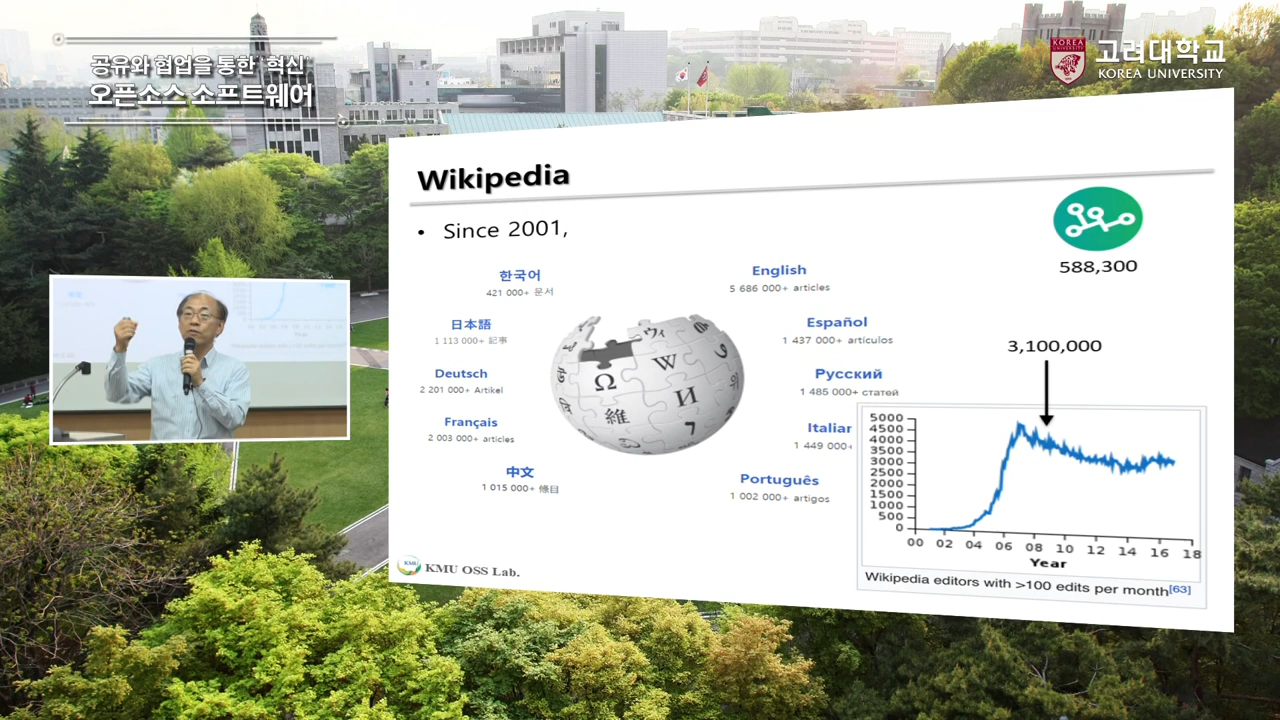 공유와 협업을 통한 혁신
오픈소스 소프트웨어
KOREA
고려대학교
KOREA UNIVERSITY
Wikipedia
• Since 2001,
588,300
한국어
421 000+ 문서
English
5 686 000+ articles
日本語
1 113 000+ 記事
Español
1 437 000+ artículos
Deutsch
2 201 000+ Artikel
Русский
1 485 000+ статей
Français
2 003 000+ articles
Italiar
1 449 000+
中文
1 015 000+ 條目
Português
1 002 000+ artigos
Ω
W
И
維
3,100,000
5000
4500
4000
3500
3000
2500
2000
1500
1000
500
0
00 02 04 06 08 10 12 14 16 18
Year
Wikipedia editors with >100 edits per month[63]
KMU
KMU OSS Lab.